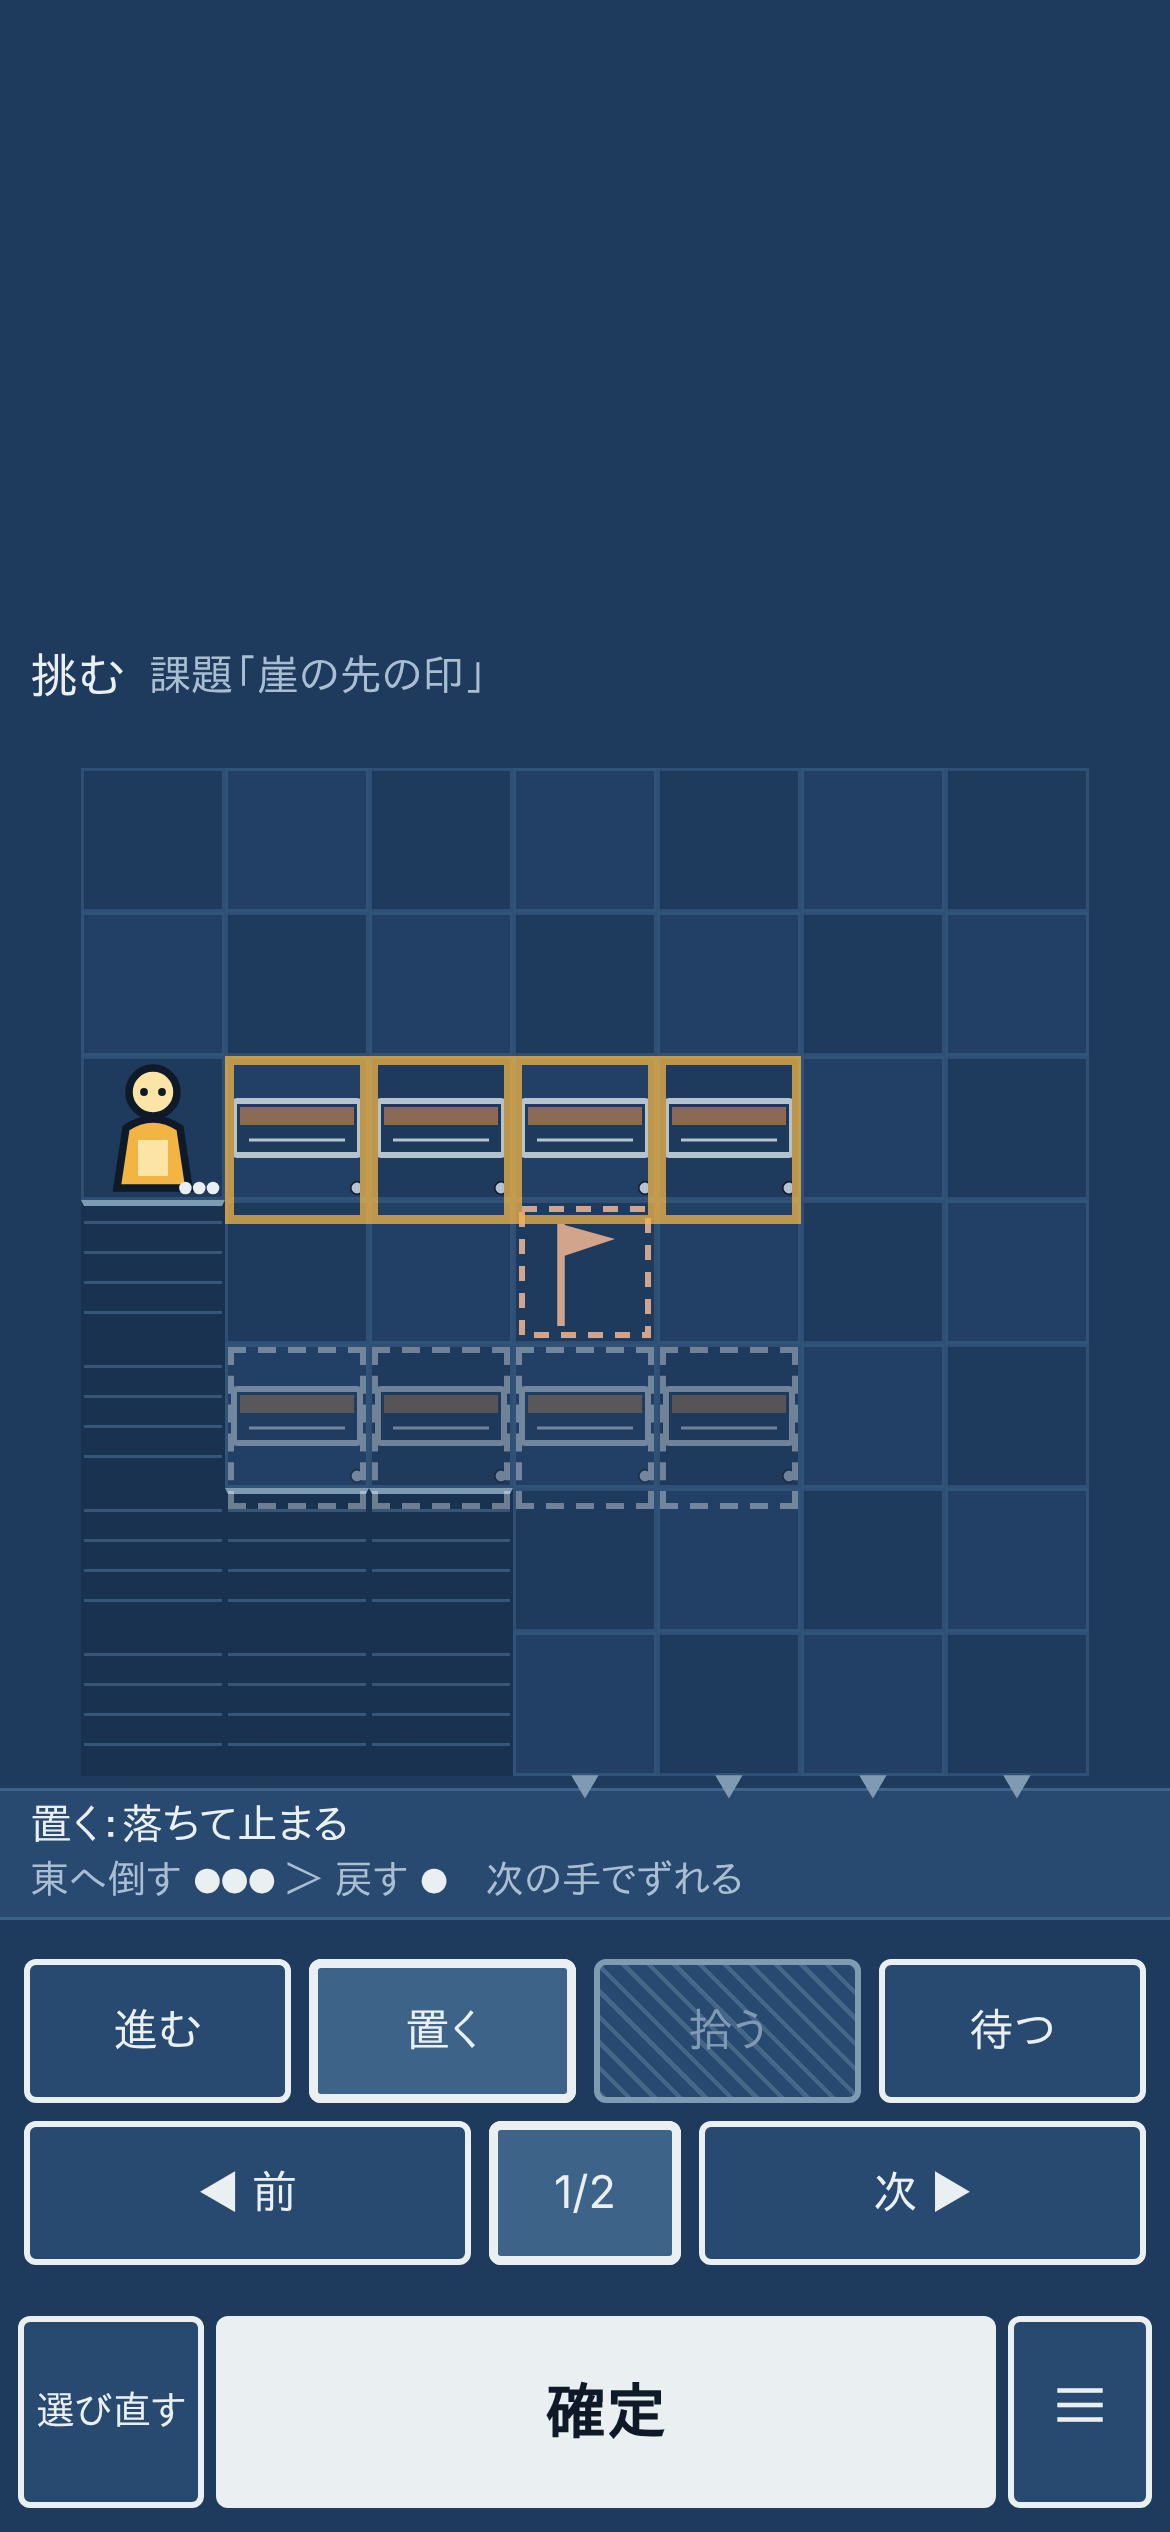 挑む 課題「崖の先の印」
置く:落ちて止まる
東へ倒す ●●● > 戻す ● 次の手でずれる
進む 置く 拾う 待つ
◀ 前 1/2 次 ▶
選び直す 確定 ☰